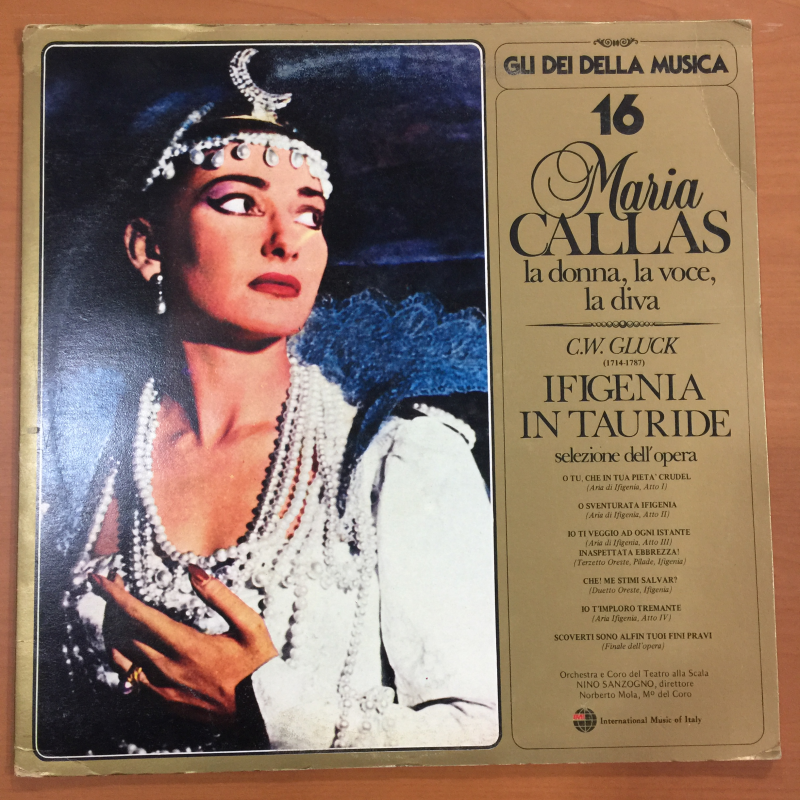 GLI DEI DELLA MUSICA
16
Maria
CALLAS
la donna, la voce,
la diva
C.W. GLUCK
(1714-1787)
IFIGENIA
IN TAURIDE
selezione dell'opera
O TU, CHE IN TUA PIETA' CRUDEL
(Aria di Ifigenia, Atto I)
O SVENTURATA IFIGENIA
(Aria di Ifigenia, Atto II)
IO TI VEGGIO AD OGNI ISTANTE
(Aria di Ifigenia, Atto III)
INASPETTATA EBBREZZA!
(Terzetto Oreste, Pilade, Ifigenia)
CHE! ME STIMI SALVAR?
(Duetto Oreste, Ifigenia)
IO T'IMPLORO TREMANTE
(Aria Ifigenia, Atto IV)
SCOVERTI SONO ALFIN TUOI FINI PRAVI
(Finale dell'opera)
Orchestra e Coro del Teatro alla Scala
NINO SANZOGNO, direttore
Norberto Mola, Mº del Coro
International Music of Italy